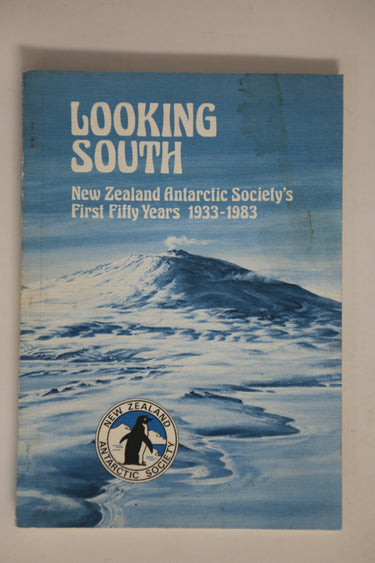 LOOKING
SOUTH
New Zealand Antarctic Society's
First Fifty Years 1933-1983
NEW ZEALAND
ANTARCTIC SOCIETY